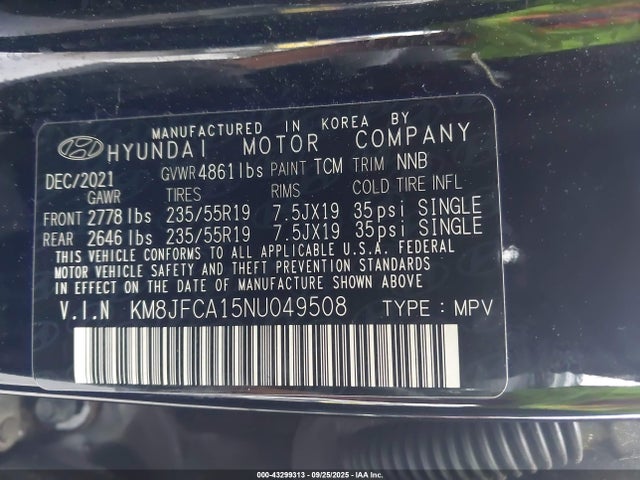 MANUFACTURED IN KOREA BY
HYUNDAI MOTOR COMPANY
DEC/2021 GVWR 4861lbs PAINT TCM TRIM NNB
GAWR TIRES RIMS COLD TIRE INFL
FRONT 2778 lbs 235/55R19 7.5JX19 35psi SINGLE
REAR 2646 lbs 235/55R19 7.5JX19 35psi SINGLE
THIS VEHICLE CONFORMS TO ALL APPLICABLE U.S.A. FEDERAL
MOTOR VEHICLE SAFETY, BUMPER, AND THEFT PREVENTION
STANDARDS IN EFFECT ON THE DATE OF MANUFACTURE SHOWN ABOVE
V.I.N KM8JFCA15NU049508 TYPE : MPV
000-43299313 - 09/25/2025 - IAA Inc.